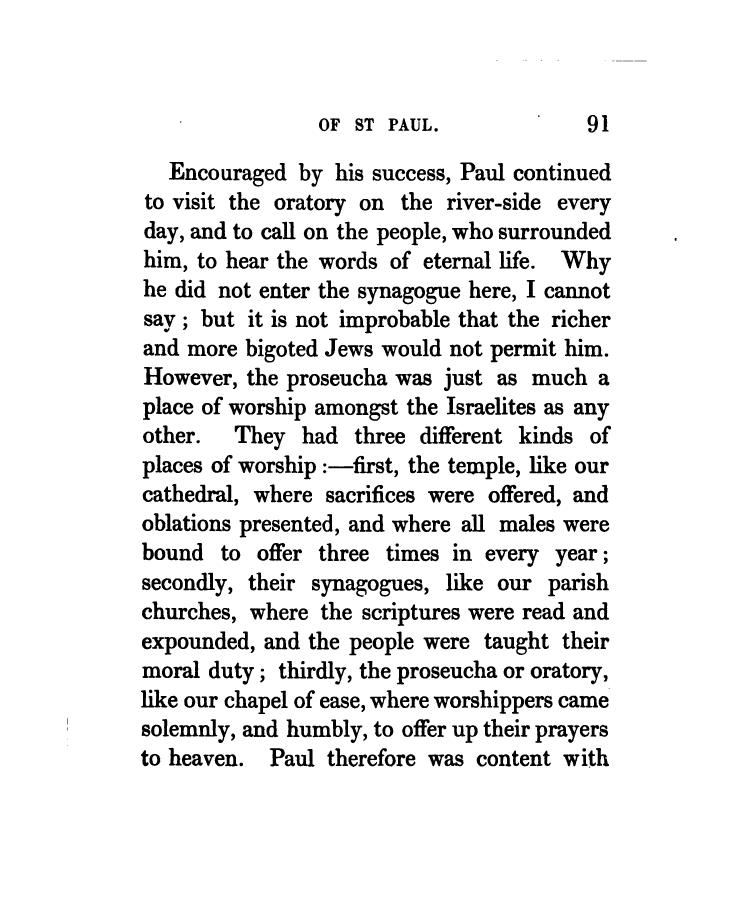 OF ST PAUL. 91
Encouraged by his success, Paul continued
to visit the oratory on the river-side every
day, and to call on the people, who surrounded
him, to hear the words of eternal life. Why
he did not enter the synagogue here, I cannot
say ; but it is not improbable that the richer
and more bigoted Jews would not permit him.
However, the proseucha was just as much a
place of worship amongst the Israelites as any
other. They had three different kinds of
places of worship :—first, the temple, like our
cathedral, where sacrifices were offered, and
oblations presented, and where all males were
bound to offer three times in every year ;
secondly, their synagogues, like our parish
churches, where the scriptures were read and
expounded, and the people were taught their
moral duty ; thirdly, the proseucha or oratory,
like our chapel of ease, where worshippers came
solemnly, and humbly, to offer up their prayers
to heaven. Paul therefore was content with